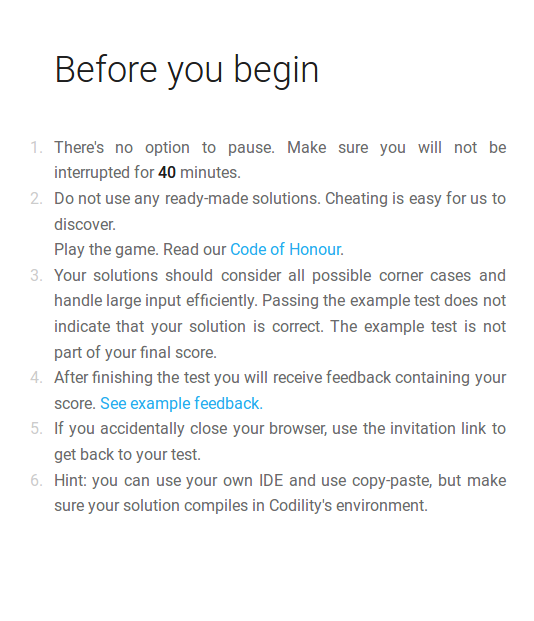 Before you begin
1. There's no option to pause. Make sure you will not be
interrupted for 40 minutes.
2. Do not use any ready-made solutions. Cheating is easy for us to
discover.
Play the game. Read our Code of Honour.
3. Your solutions should consider all possible corner cases and
handle large input efficiently. Passing the example test does not
indicate that your solution is correct. The example test is not
part of your final score.
4. After finishing the test you will receive feedback containing your
score. See example feedback.
5. If you accidentally close your browser, use the invitation link to
get back to your test.
6. Hint: you can use your own IDE and use copy-paste, but make
sure your solution compiles in Codility's environment.